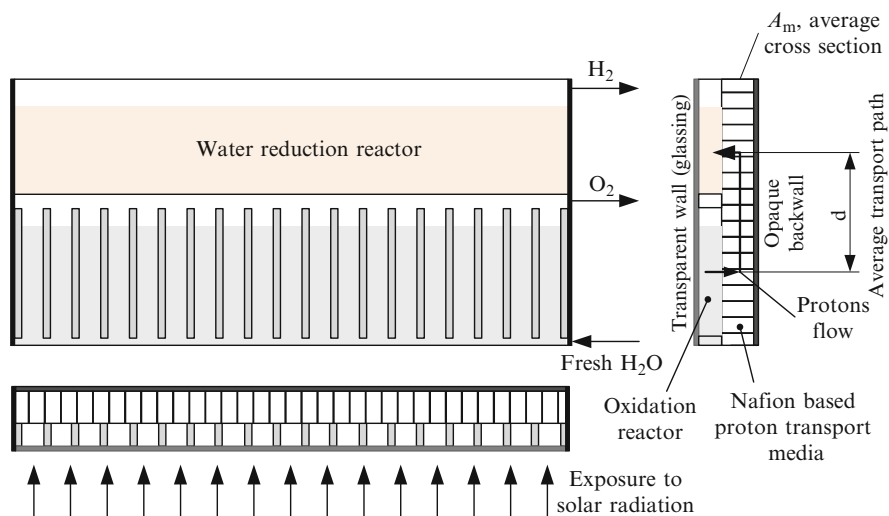 A_m, average
cross section
H₂
Water reduction reactor
O₂
Fresh H₂O
Transparent wall (glassing)
Opaque
backwall
d
Average transport path
Protons
flow
Oxidation
reactor
Nafion based
proton transport
media
Exposure to
solar radiation